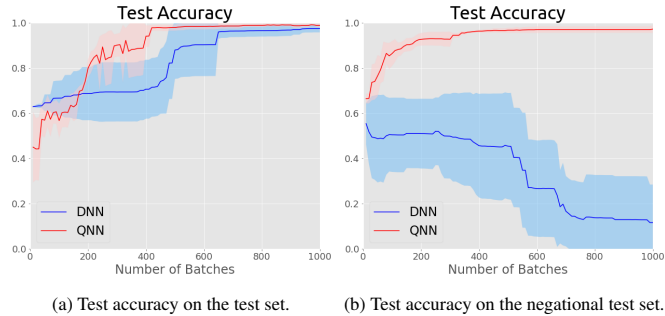 Test Accuracy
1.0
0.8
0.6
0.4
0.2
0.0
DNN
QNN
0 200 400 600 800 1000
Number of Batches
(a) Test accuracy on the test set.
Test Accuracy
1.0
0.8
0.6
0.4
0.2
0.0
DNN
QNN
0 200 400 600 800 1000
Number of Batches
(b) Test accuracy on the negational test set.